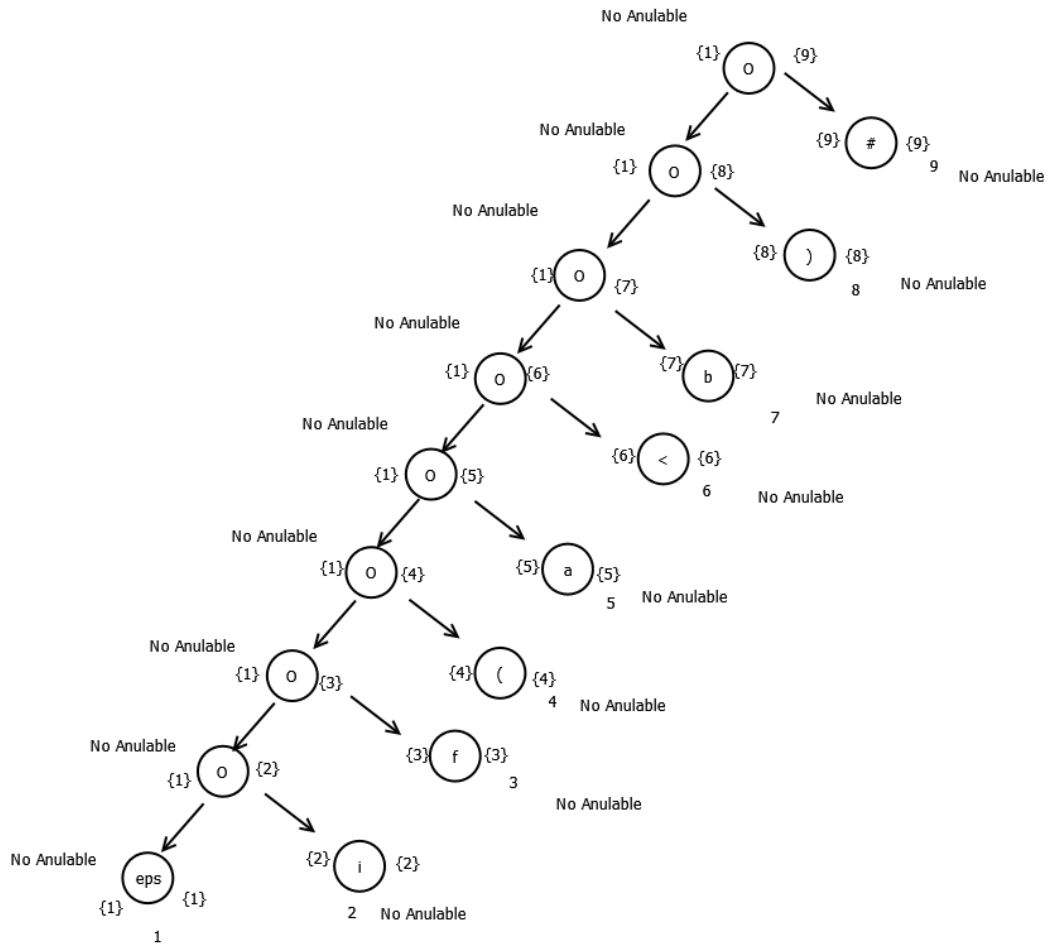 No Anulable
{1} O {9}
No Anulable
{9} # {9}
9 No Anulable
{1} O {8}
No Anulable
{8} ) {8}
8 No Anulable
{1} O {7}
No Anulable
{7} b {7}
7 No Anulable
{1} O {6}
No Anulable
{6} < {6}
6 No Anulable
{1} O {5}
No Anulable
{5} a {5}
5 No Anulable
{1} O {4}
No Anulable
{4} ( {4}
4 No Anulable
{1} O {3}
No Anulable
{3} f {3}
3 No Anulable
{1} O {2}
No Anulable
{2} i {2}
2 No Anulable
eps
{1} {1}
1